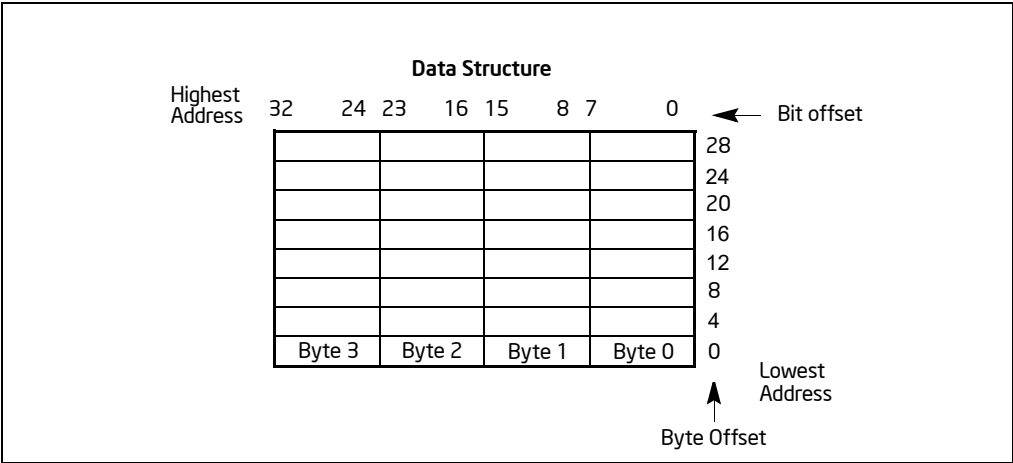 Data Structure
Highest
Address
32 24 23 16 15 8 7 0
Bit offset
28
24
20
16
12
8
4
Byte 3 Byte 2 Byte 1 Byte 0 0
Lowest
Address
Byte Offset